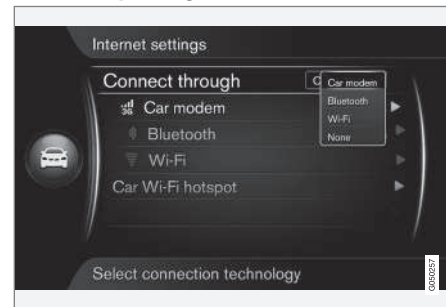 Internet settings
Connect through
C Car modem
Bluetooth
Wi-Fi
None
3G Car modem
Bluetooth
Wi-Fi
Car Wi-Fi hotspot
Select connection technology
G050257